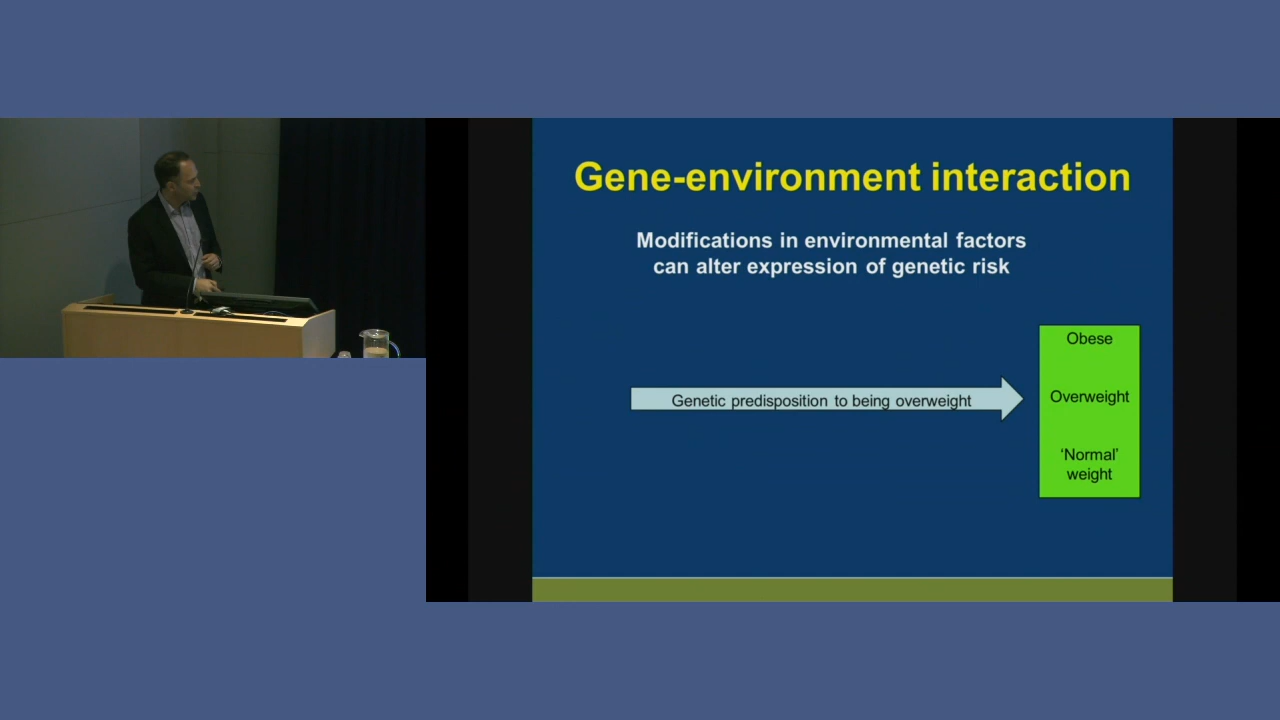 Gene-environment interaction
Modifications in environmental factors
can alter expression of genetic risk
Genetic predisposition to being overweight
Obese
Overweight
‘Normal’
weight